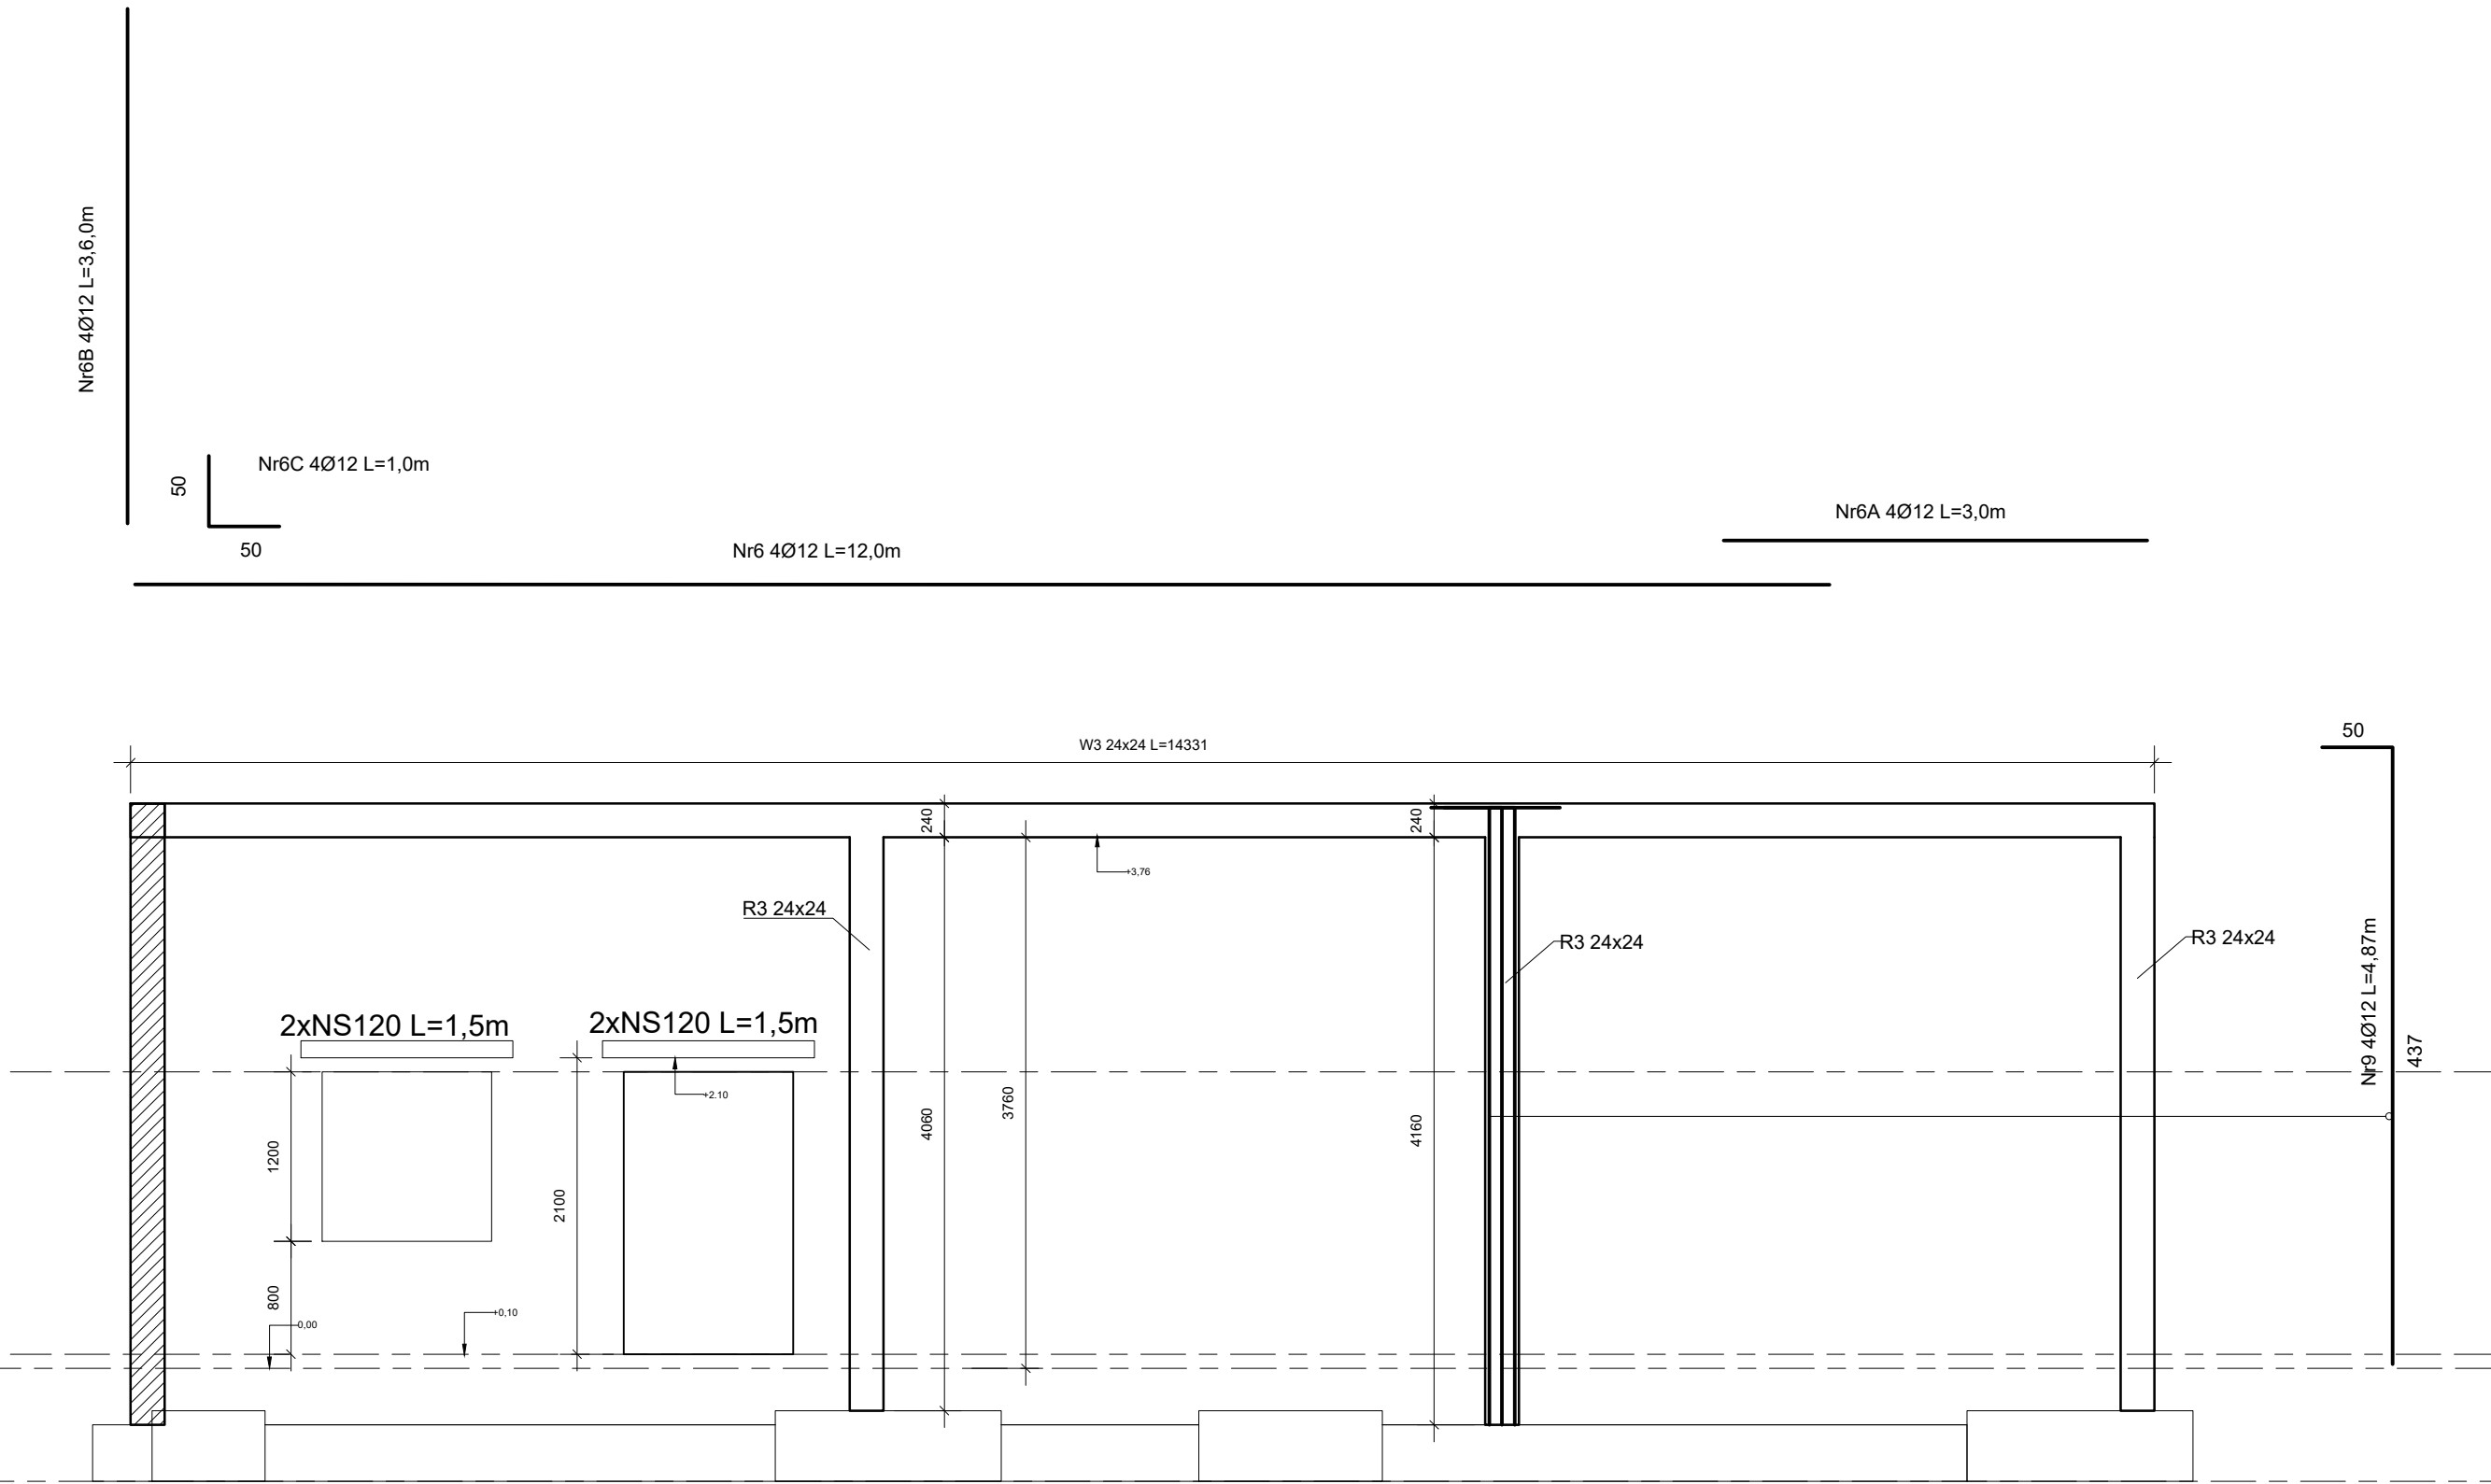 Nr6B 4Ø12 L=3,6,0m
Nr6C 4Ø12 L=1,0m
50
50
Nr6A 4Ø12 L=3,0m
Nr6 4Ø12 L=12,0m
50
W3 24x24 L=14331
240
240
+3,76
R3 24x24
R3 24x24
R3 24x24
Nr9 4Ø12 L=4,87m
437
2xNS120 L=1,5m
2xNS120 L=1,5m
+2.10
4060
3760
4160
1200
2100
800
+0,10
0,00